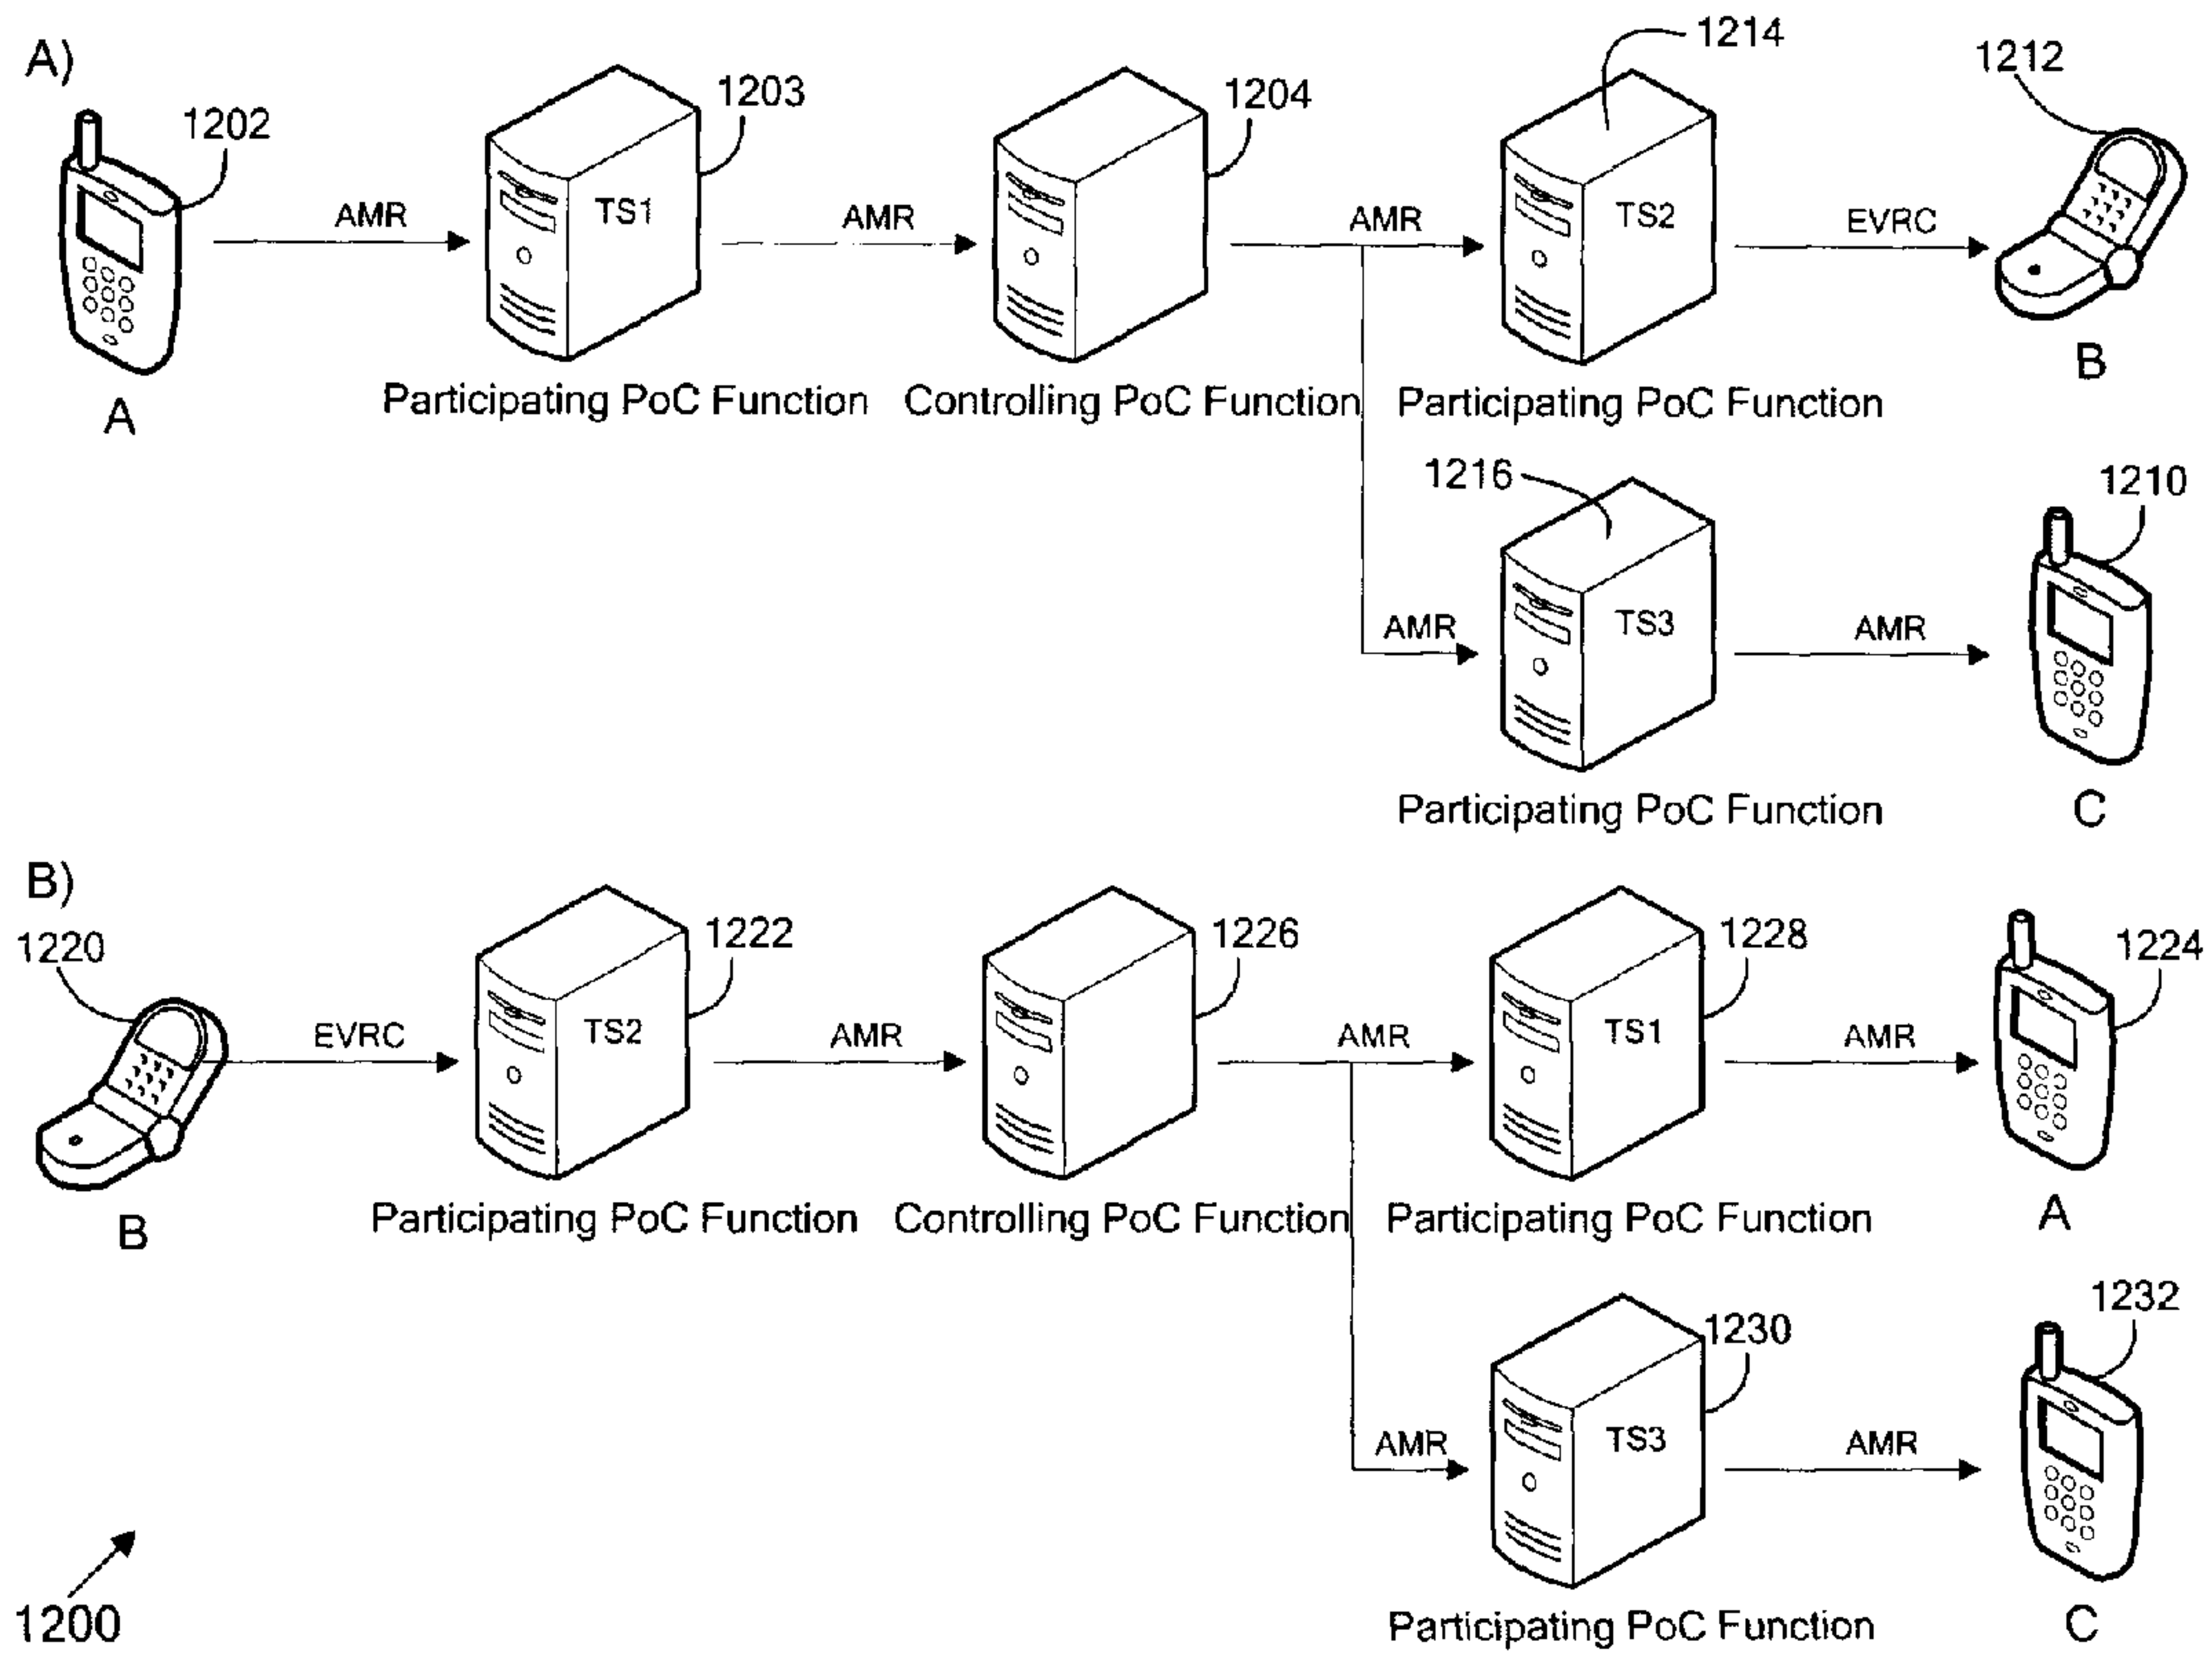 A)
1202
1203
1204
1214
1212
AMR
TS1
AMR
AMR
TS2
EVRC
A
Participating PoC Function
Controlling PoC Function
Participating PoC Function
B
1216
1210
AMR
TS3
AMR
Participating PoC Function
C
B)
1220
1222
1226
1228
1224
EVRC
TS2
AMR
AMR
TS1
AMR
B
Participating PoC Function
Controlling PoC Function
Participating PoC Function
A
1230
1232
AMR
TS3
AMR
Participating PoC Function
C
1200